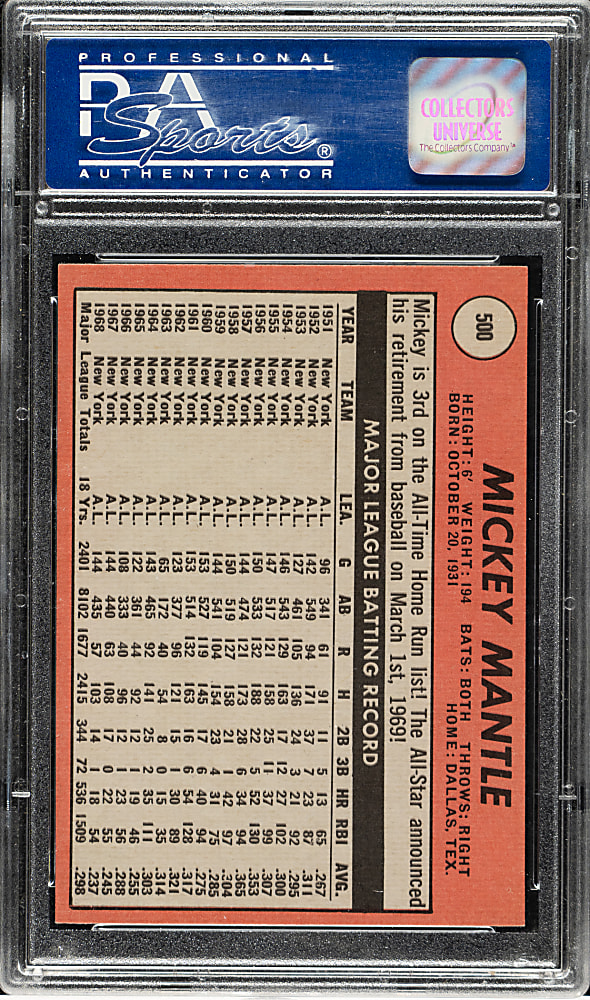 PROFESSIONAL
PSA
Sports®
AUTHENTICATOR
COLLECTORS
UNIVERSE
The Collectors Company™
500
MICKEY MANTLE
HEIGHT: 6' WEIGHT: 194 BATS: BOTH THROWS: RIGHT
BORN: OCTOBER 20, 1931 HOME: DALLAS, TEX.
Mickey is 3rd on the All-Time Home Run list! The All-Star announced
his retirement from baseball on March 1st, 1969!
MAJOR LEAGUE BATTING RECORD
YEAR TEAM LEA. G AB R H 2B 3B HR RBI AVG.
1951 New York A.L. 96 341 61 91 11 5 13 65 .267
1952 New York A.L. 142 549 94 171 37 7 23 87 .311
1953 New York A.L. 127 461 105 136 24 3 21 92 .295
1954 New York A.L. 146 543 129 163 17 12 27 102 .300
1955 New York A.L. 147 517 121 158 25 11 37 99 .307
1956 New York A.L. 150 533 132 188 22 5 52 130 .353
1957 New York A.L. 144 474 121 173 28 6 34 94 .365
1958 New York A.L. 150 519 127 158 21 1 42 97 .304
1959 New York A.L. 144 541 104 154 23 4 31 75 .285
1960 New York A.L. 153 527 119 145 17 6 40 94 .275
1961 New York A.L. 153 514 132 163 16 6 54 128 .317
1962 New York A.L. 123 377 96 121 15 1 30 89 .321
1963 New York A.L. 65 172 40 54 8 0 15 35 .314
1964 New York A.L. 143 465 92 141 25 2 35 111 .303
1965 New York A.L. 122 361 44 92 12 1 19 46 .255
1966 New York A.L. 108 333 40 96 12 1 23 56 .288
1967 New York A.L. 144 440 63 108 17 0 22 55 .245
1968 New York A.L. 144 435 57 103 14 1 18 54 .237
Major League Totals 18 Yrs. 2401 8102 1677 2415 344 72 536 1509 .298